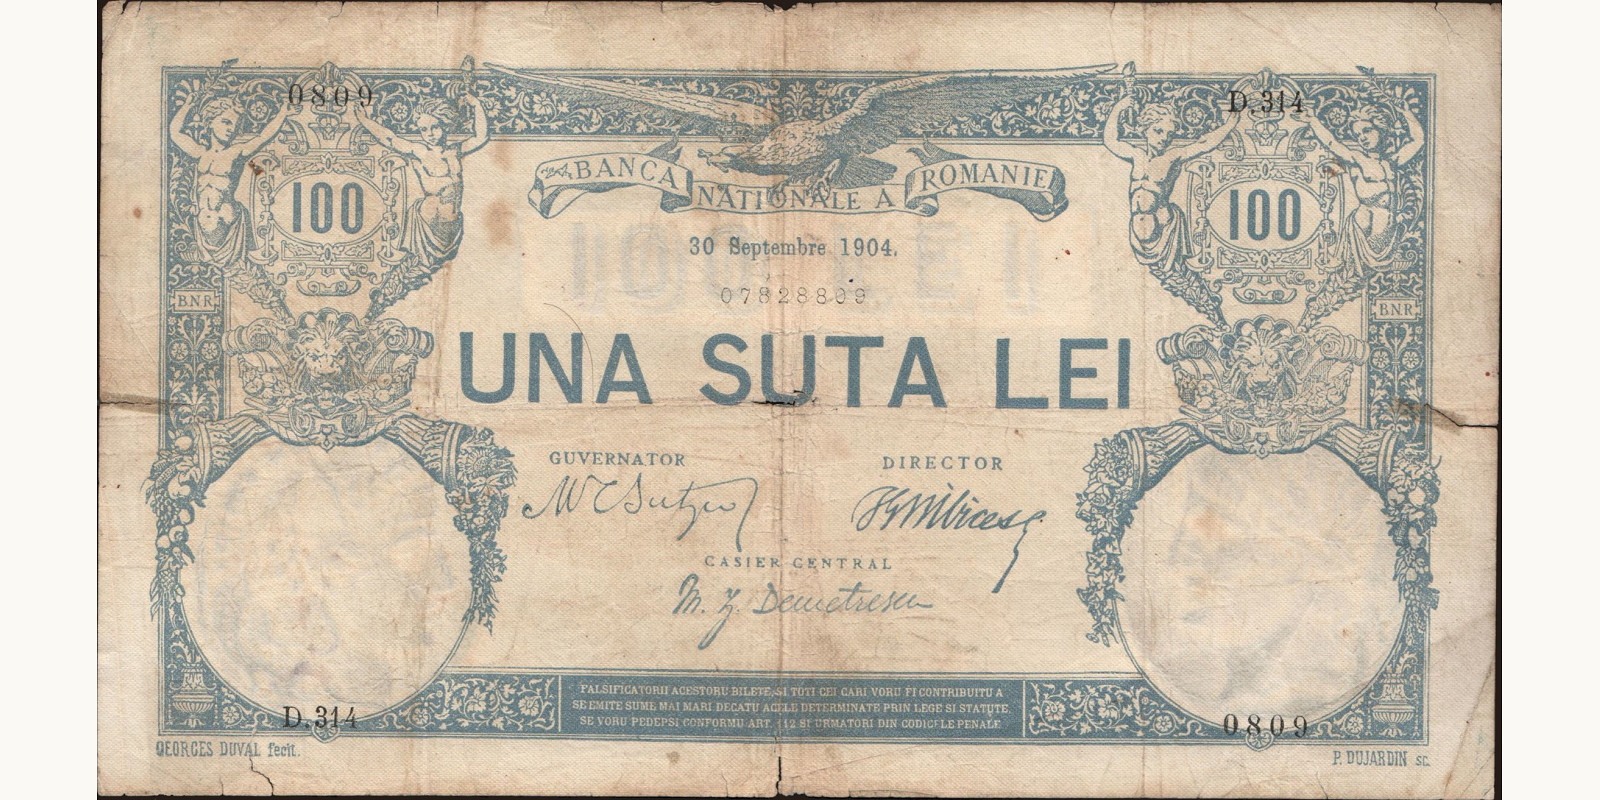 0809
D.314
BANCA NATIONALE A ROMANIEI
100
100
30 Septembre 1904.
07828809
BNR
BNR
UNA SUTA LEI
GUVERNATOR
DIRECTOR
CASIER CENTRAL
M. Z. Demetrescu
FALSIFICATORII ACESTORU BILETE, SI TOTI CEI CARI VORU FI CONTRIBUITU A
SE EMITE SUME MAI MARI DECATU ACELE DETERMINATE PRIN LEGE SI STATUTE
SE VORU PEDEPSI CONFORMU ART. 112 SI URMATORI DIN CODICELE PENALE
D.314
0809
GEORGES DUVAL fecit.
P. DUJARDIN sc.